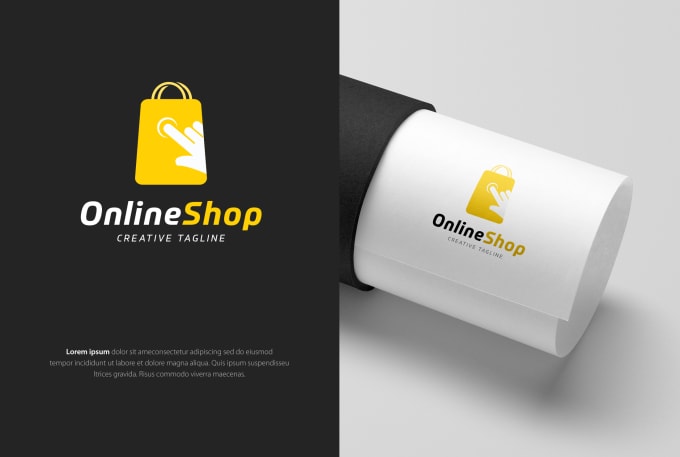 OnlineShop
CREATIVE TAGLINE
Lorem ipsum dolor sit ameconsectetur adipiscing elit, sed do eiusmod
tempor incididunt ut labore et dolore magna aliqua. Quis ipsum suspendisseu
ltrices gravida. Risus commodo viverra maecenas.
OnlineShop
CREATIVE TAGLINE